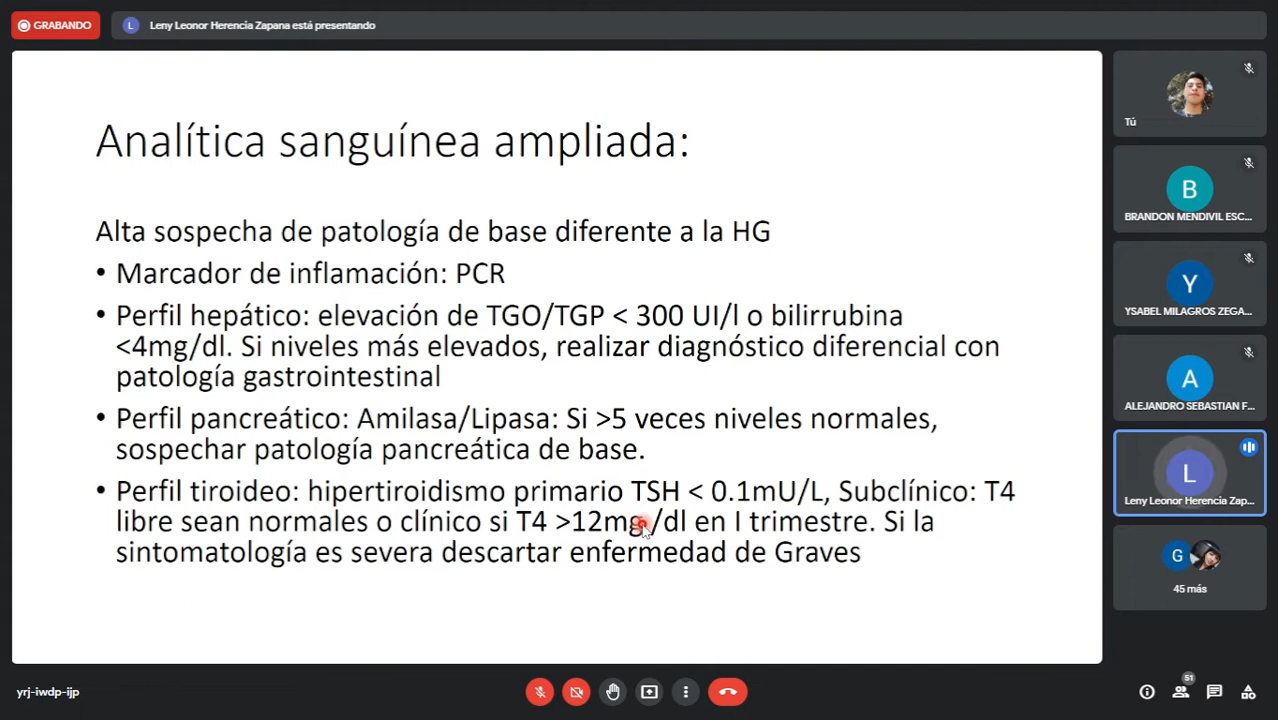 GRABANDO
L
Leny Leonor Herencia Zapana está presentando
Analítica sanguínea ampliada:
Alta sospecha de patología de base diferente a la HG
• Marcador de inflamación: PCR
• Perfil hepático: elevación de TGO/TGP < 300 UI/l o bilirrubina
<4mg/dl. Si niveles más elevados, realizar diagnóstico diferencial con
patología gastrointestinal
• Perfil pancreático: Amilasa/Lipasa: Si >5 veces niveles normales,
sospechar patología pancreática de base.
• Perfil tiroideo: hipertiroidismo primario TSH < 0.1mU/L, Subclínico: T4
libre sean normales o clínico si T4 >12mg/dl en I trimestre. Si la
sintomatología es severa descartar enfermedad de Graves
Tú
B
BRANDON MENDIVIL ESC...
Y
YSABEL MILAGROS ZEGA...
A
ALEJANDRO SEBASTIAN F...
L
Leny Leonor Herencia Zap...
G
45 más
yrj-iwdp-ijp
51